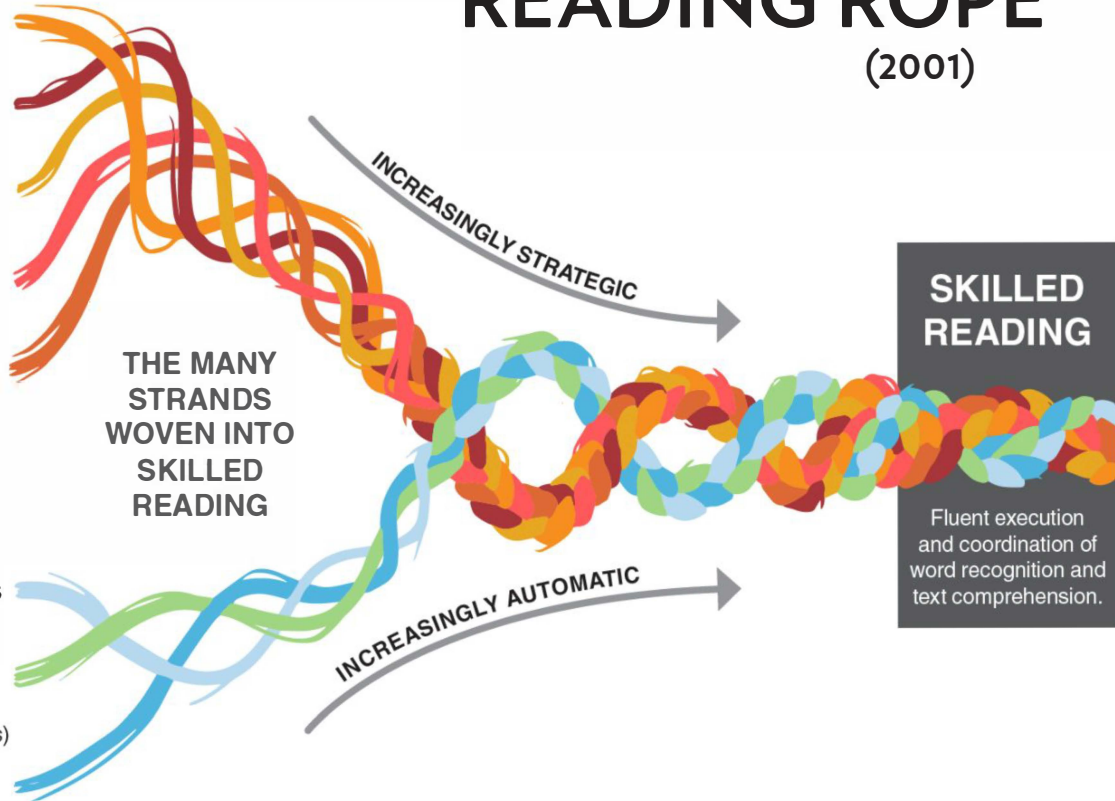 READING ROPE
(2001)
INCREASINGLY STRATEGIC
SKILLED
READING
THE MANY
STRANDS
WOVEN INTO
SKILLED
READING
Fluent execution
and coordination of
word recognition and
text comprehension.
INCREASINGLY AUTOMATIC
s)